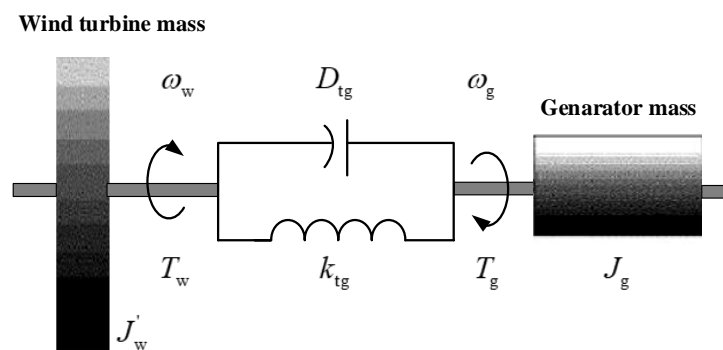 Wind turbine mass
ω_w
D_tg
ω_g
Genarator mass
T_w
k_tg
T_g
J_g
J'_w